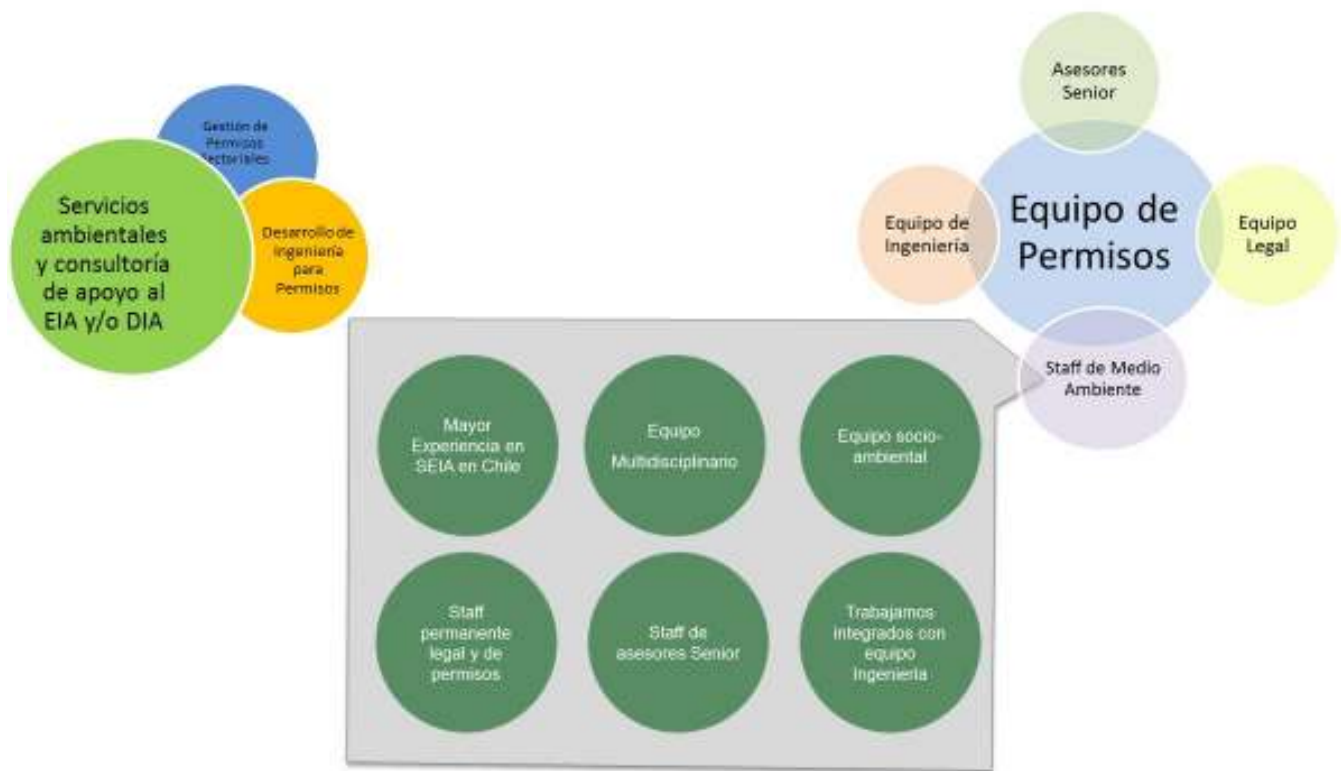 Gestión de
Permisos
Sectoriales
Servicios
ambientales
y consultoría
de apoyo al
EIA y/o DIA
Desarrollo de
Ingeniería
para
Permisos
Asesores
Senior
Equipo de
Ingeniería
Equipo de
Permisos
Equipo
Legal
Staff de Medio
Ambiente
Mayor
Experiencia en
SEIA en Chile
Equipo
Multidisciplinario
Equipo socio-
ambiental
Staff
permanente
legal y de
permisos
Staff de
asesores Senior
Trabajamos
integrados con
equipo
Ingeniería